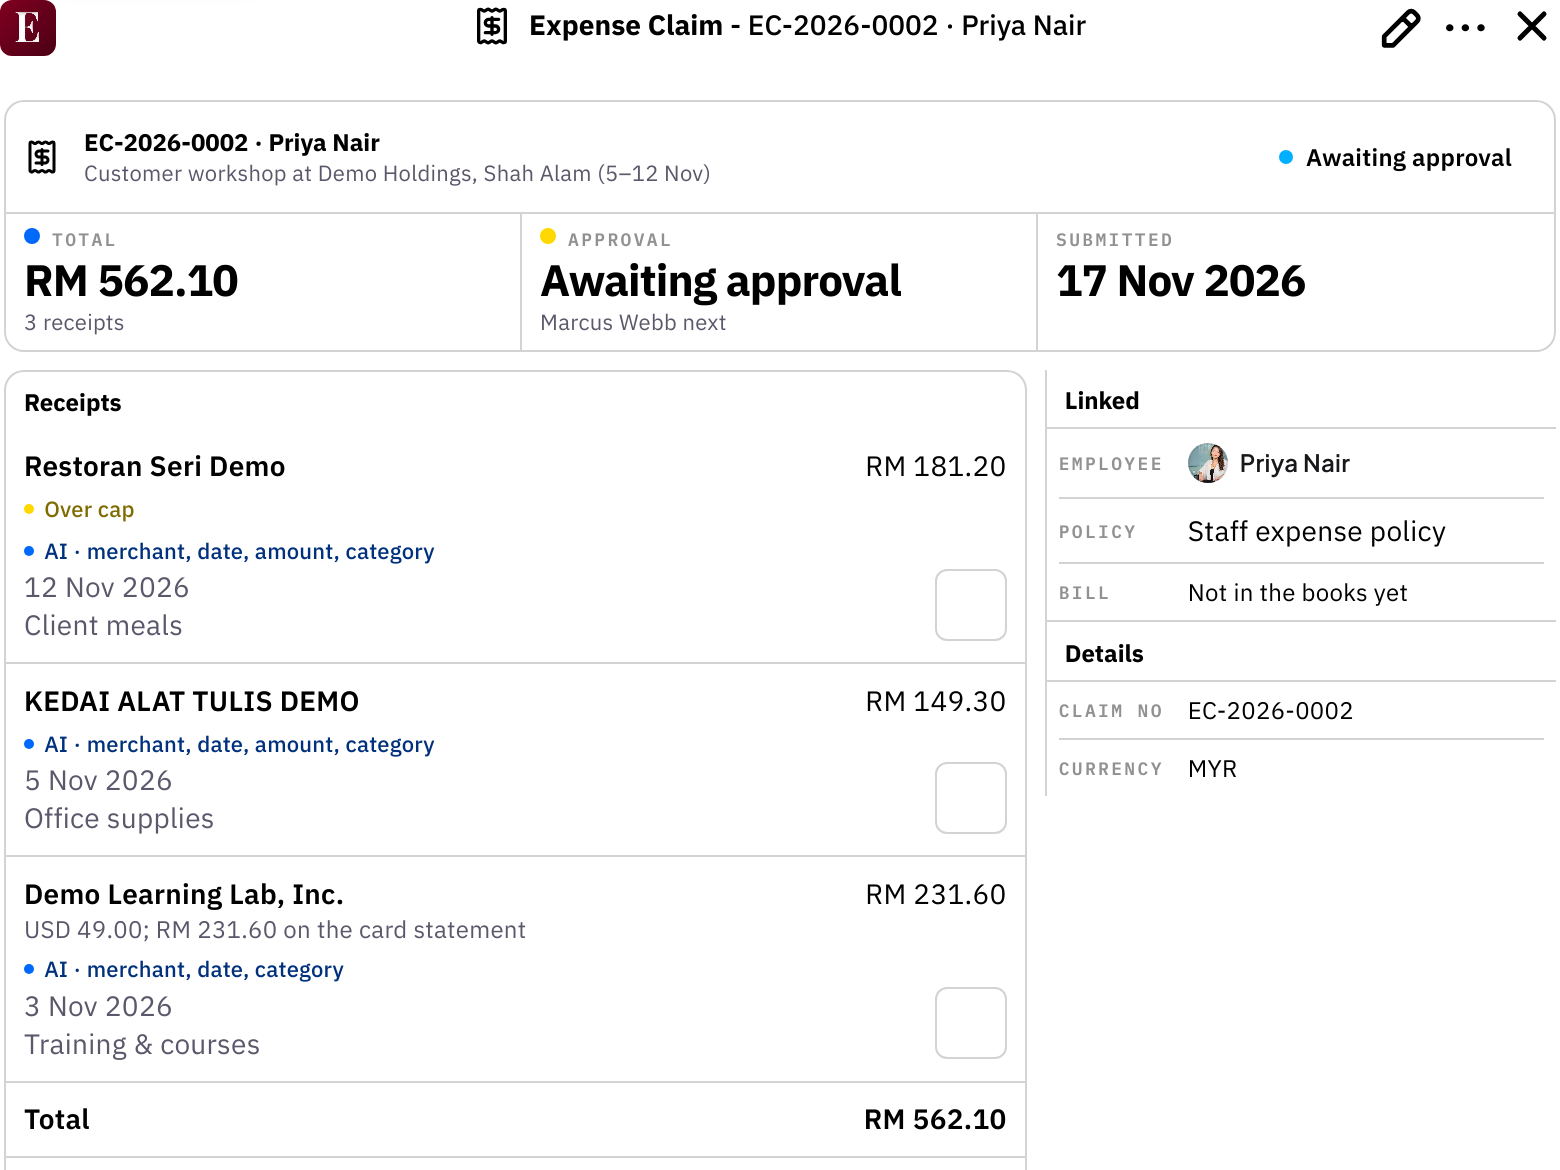 E
Expense Claim - EC-2026-0002 · Priya Nair
EC-2026-0002 · Priya Nair
Customer workshop at Demo Holdings, Shah Alam (5–12 Nov)
Awaiting approval
TOTAL
RM 562.10
3 receipts
APPROVAL
Awaiting approval
Marcus Webb next
SUBMITTED
17 Nov 2026
Receipts
Restoran Seri Demo
RM 181.20
Over cap
AI · merchant, date, amount, category
12 Nov 2026
Client meals
KEDAI ALAT TULIS DEMO
RM 149.30
AI · merchant, date, amount, category
5 Nov 2026
Office supplies
Demo Learning Lab, Inc.
RM 231.60
USD 49.00; RM 231.60 on the card statement
AI · merchant, date, category
3 Nov 2026
Training & courses
Total
RM 562.10
Linked
EMPLOYEE
Priya Nair
POLICY
Staff expense policy
BILL
Not in the books yet
Details
CLAIM NO
EC-2026-0002
CURRENCY
MYR